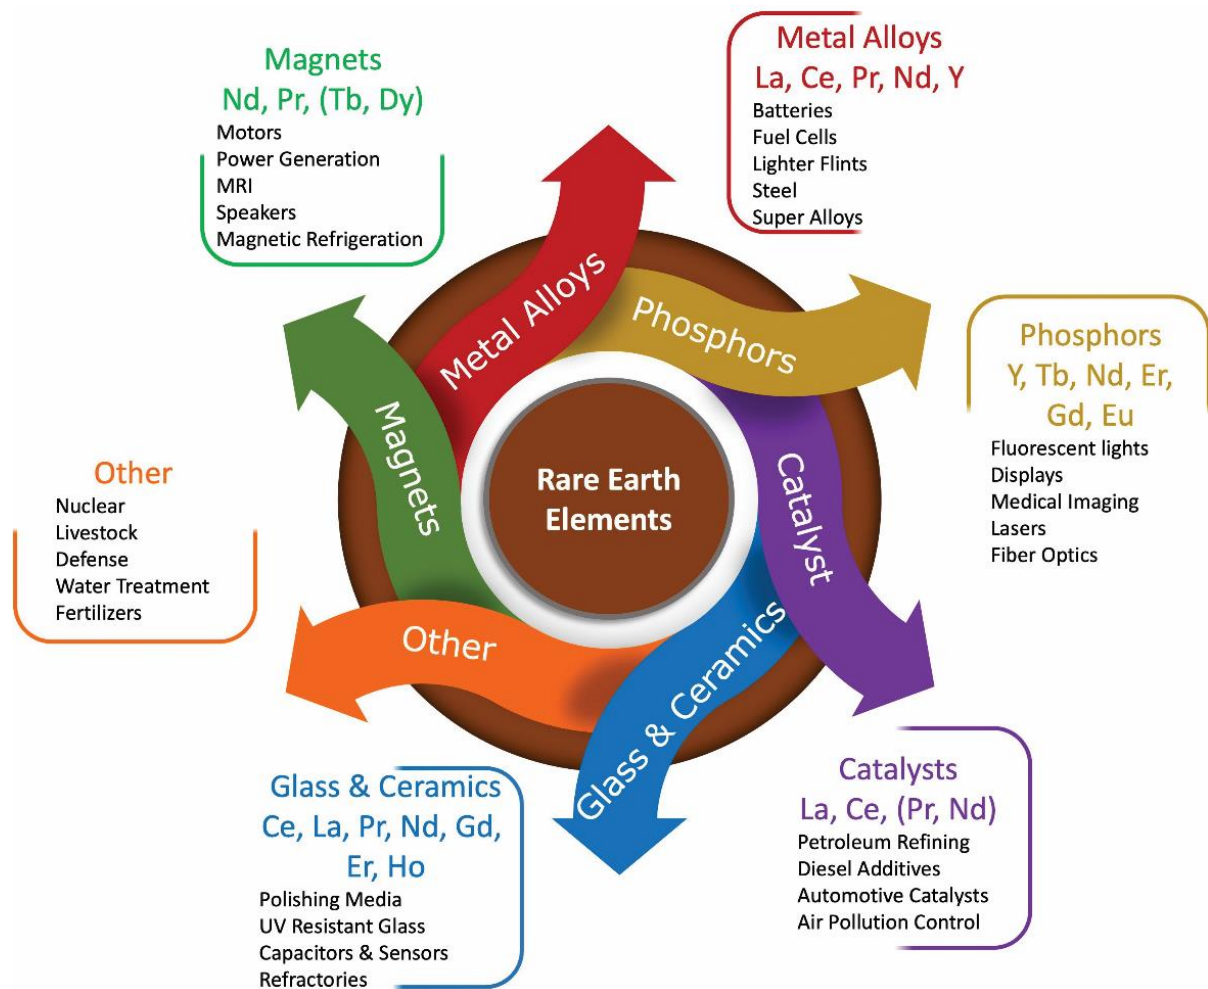 Magnets
Nd, Pr, (Tb, Dy)
Motors
Power Generation
MRI
Speakers
Magnetic Refrigeration
Metal Alloys
La, Ce, Pr, Nd, Y
Batteries
Fuel Cells
Lighter Flints
Steel
Super Alloys
Phosphors
Y, Tb, Nd, Er,
Gd, Eu
Fluorescent lights
Displays
Medical Imaging
Lasers
Fiber Optics
Other
Nuclear
Livestock
Defense
Water Treatment
Fertilizers
Metal Alloys
Phosphors
Magnets
Catalyst
Other
Glass & Ceramics
Rare Earth
Elements
Glass & Ceramics
Ce, La, Pr, Nd, Gd,
Er, Ho
Polishing Media
UV Resistant Glass
Capacitors & Sensors
Refractories
Catalysts
La, Ce, (Pr, Nd)
Petroleum Refining
Diesel Additives
Automotive Catalysts
Air Pollution Control